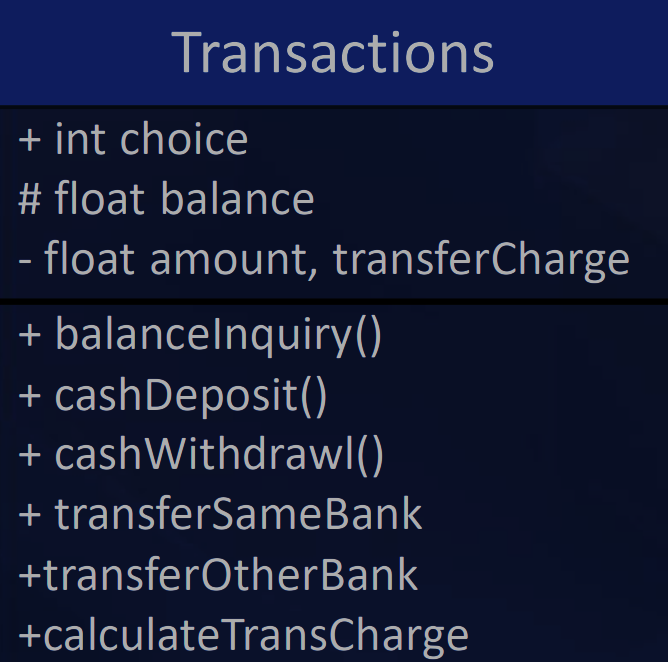 Transactions
+ int choice
# float balance
- float amount, transferCharge
+ balanceInquiry()
+ cashDeposit()
+ cashWithdrawl()
+ transferSameBank
+transferOtherBank
+calculateTransCharge